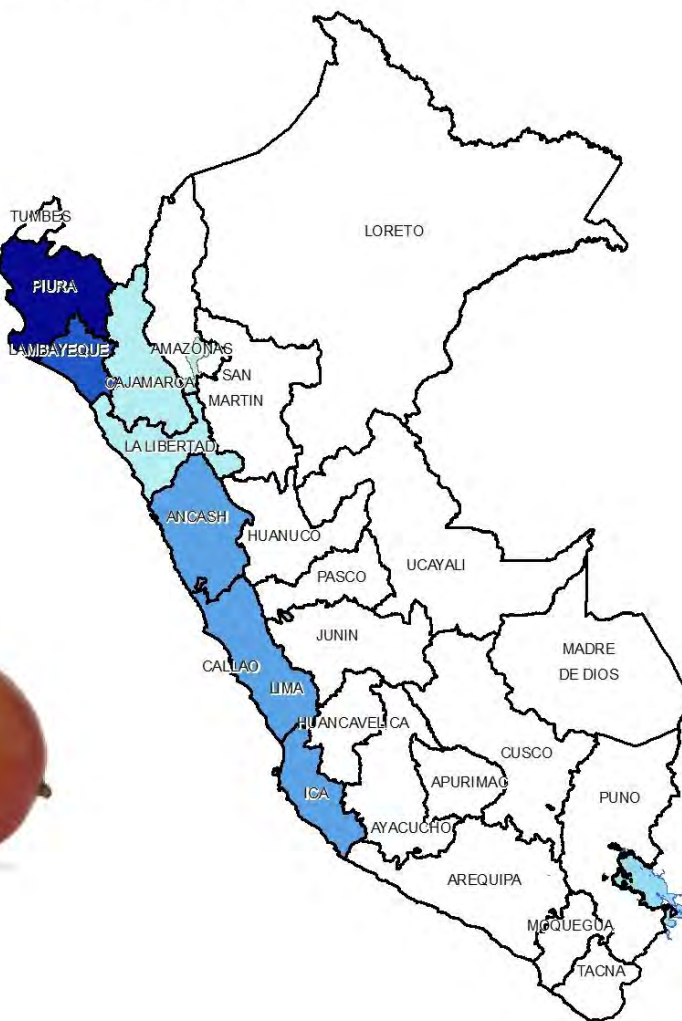 TUMBES
LORETO
PIURA
LAMBAYEQUE
AMAZONAS
CAJAMARCA
SAN
MARTIN
LA LIBERTAD
ANCASH
HUANUCO
UCAYALI
PASCO
JUNIN
MADRE
DE DIOS
CALLAO
LIMA
HUANCAVELICA
CUSCO
ICA
APURIMAC
PUNO
AYACUCHO
AREQUIPA
MOQUEGUA
TACNA